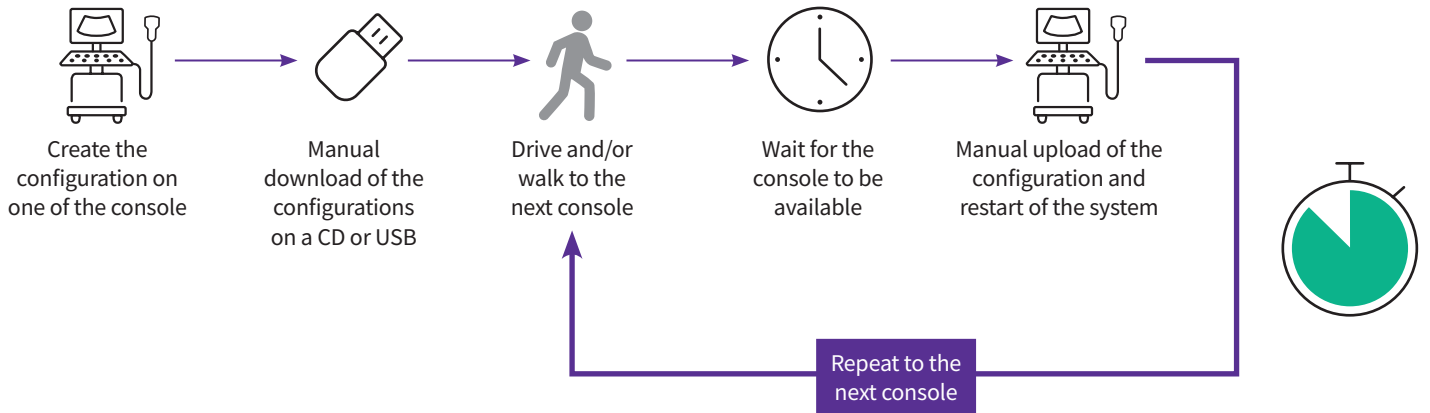 Create the
configuration on
one of the console
Manual
download of the
configurations
on a CD or USB
Drive and/or
walk to the
next console
Wait for the
console to be
available
Manual upload of the
configuration and
restart of the system
Repeat to the
next console